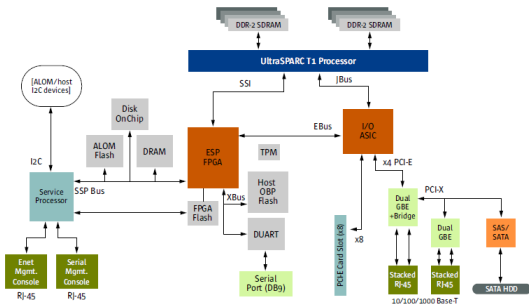 DDR-2 SDRAM
DDR-2 SDRAM
UltraSPARC T1 Processor
[ALOM/host
I2C devices]
SSI
JBus
Disk
OnChip
ALOM
Flash
DRAM
ESP
FPGA
EBus
I/O
ASIC
TPM
I2C
SSP Bus
x4 PCI-E
Service
Processor
FPGA
Flash
XBus
Host
OBP
Flash
Dual
GBE
+Bridge
PCI-X
DUART
PCI-E Card Slot (x8)
x8
Dual
GBE
SAS/
SATA
Enet
Mgmt.
Console
Serial
Mgmt.
Console
Serial
Port (DB9)
Stacked
RJ-45
Stacked
RJ-45
SATA HDD
RJ-45
RJ-45
10/100/1000 Base-T